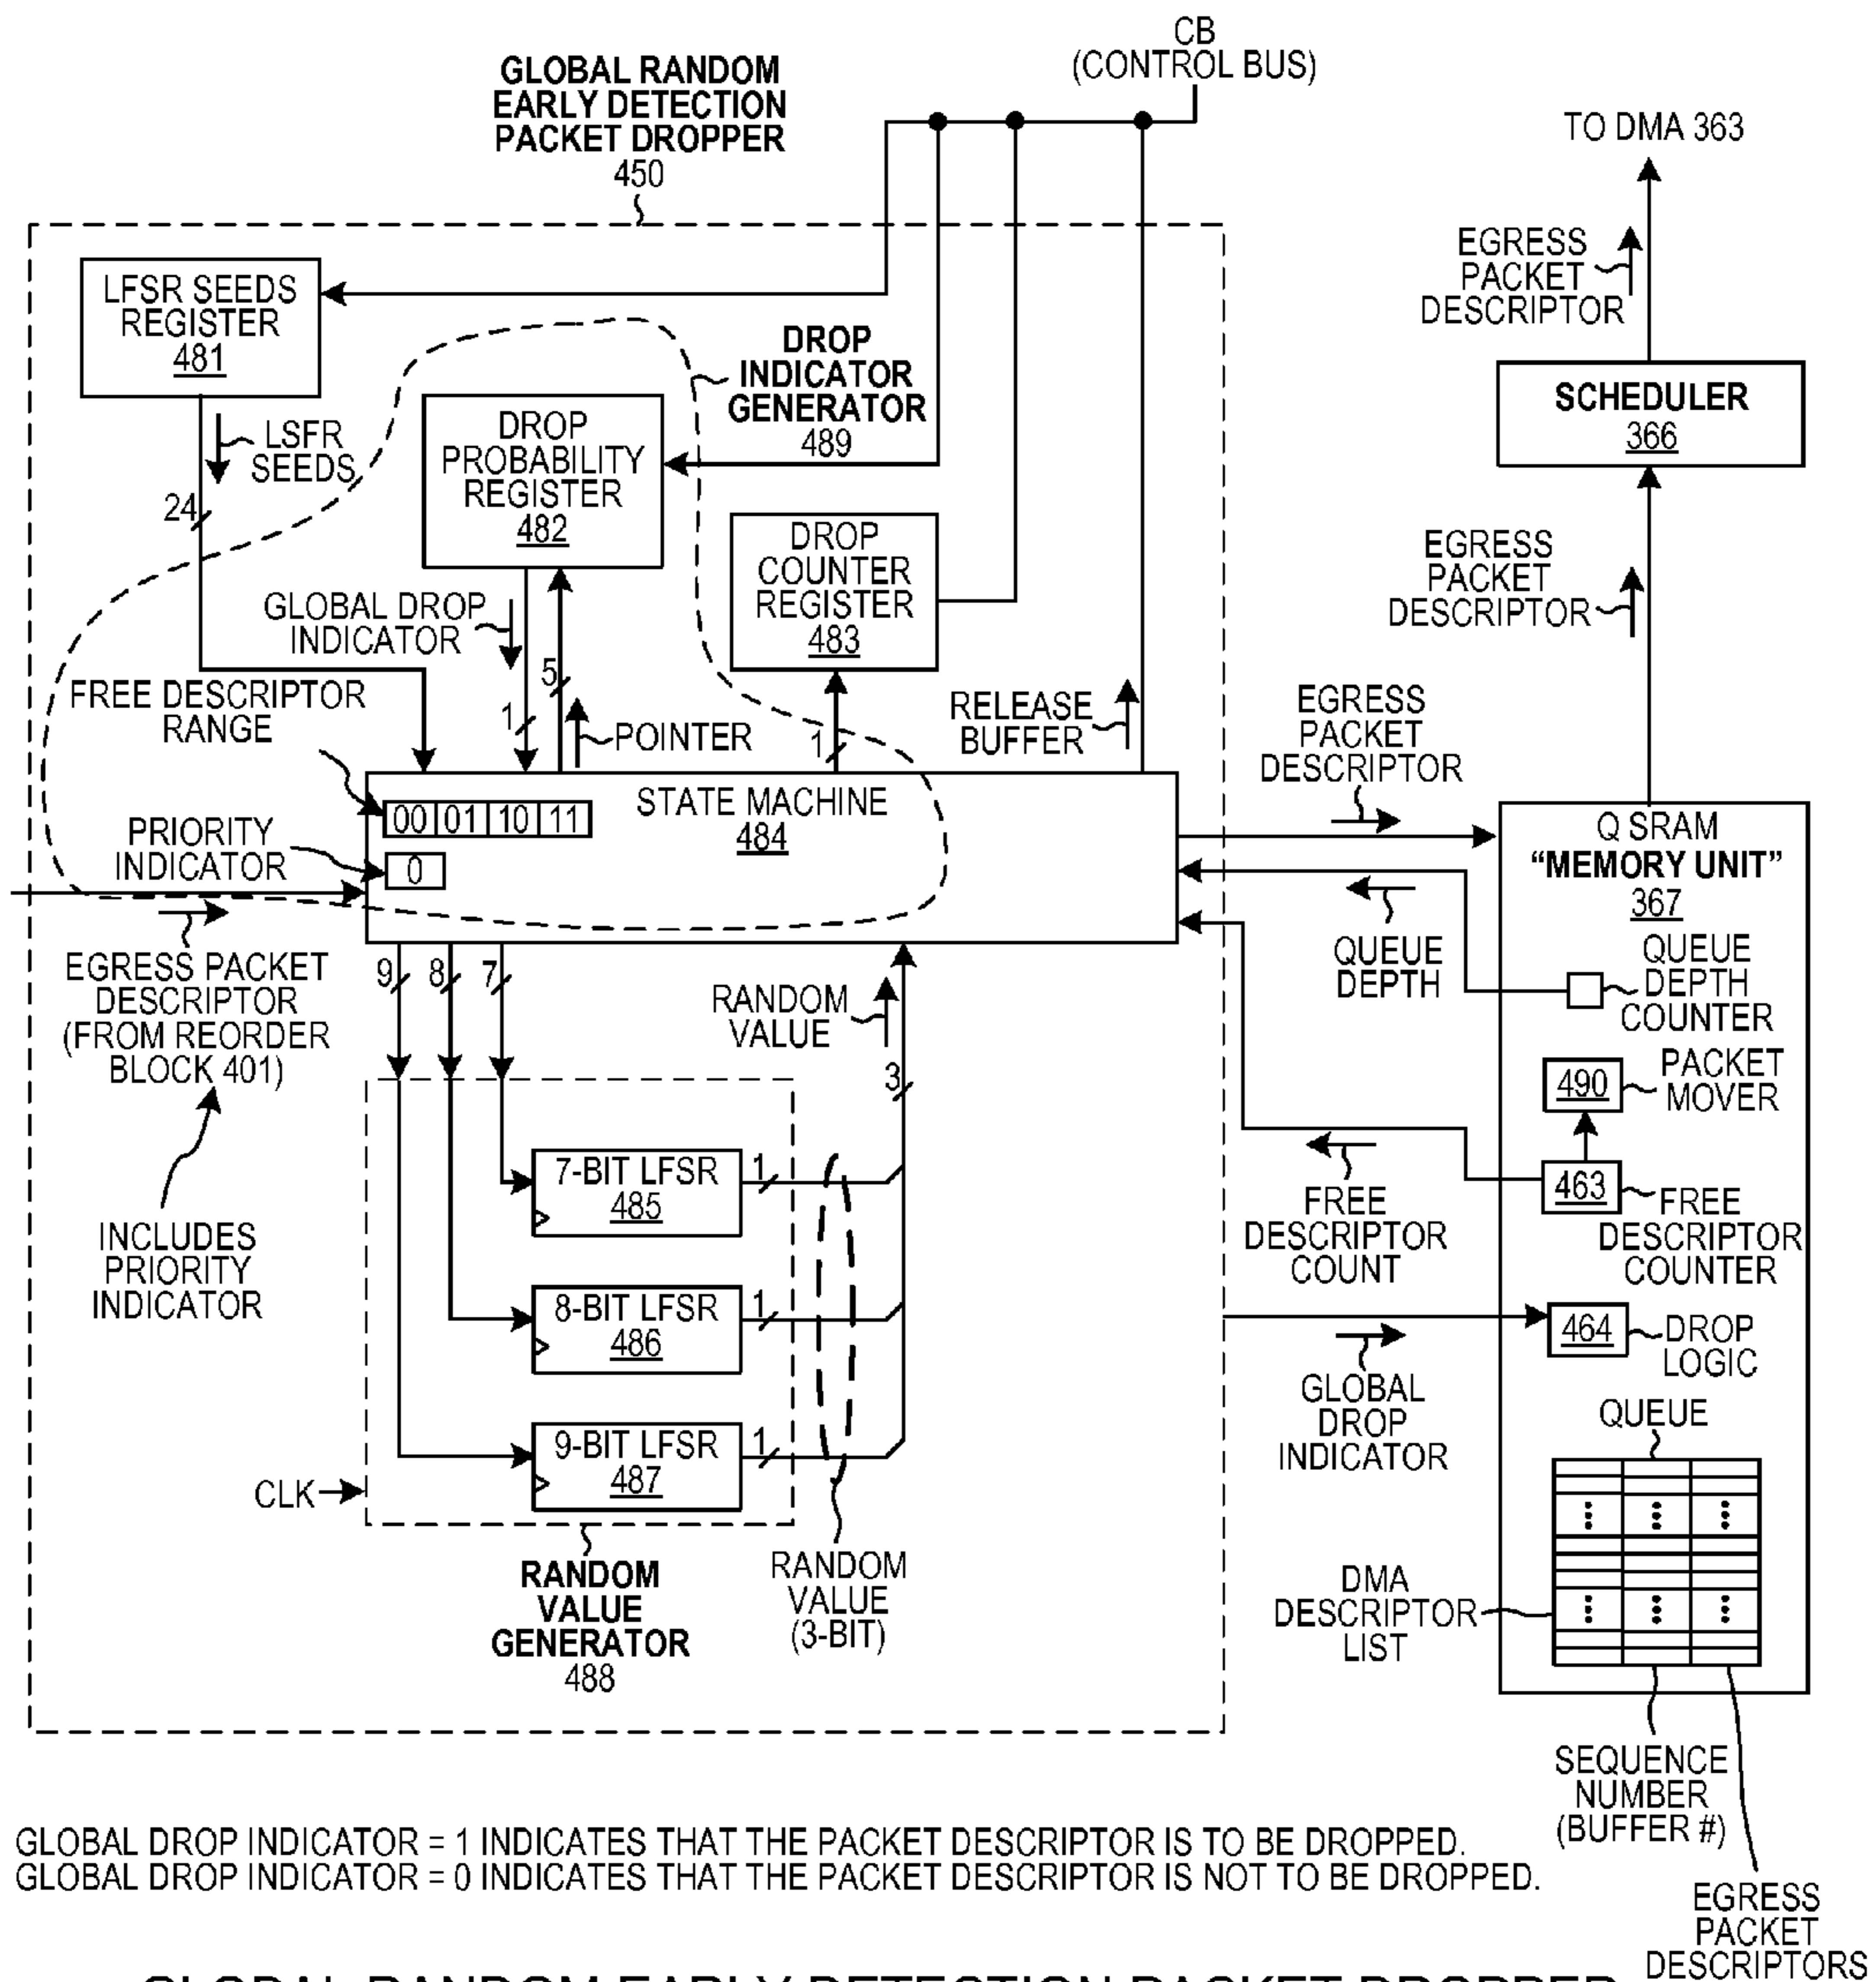 CB
(CONTROL BUS)
GLOBAL RANDOM
EARLY DETECTION
PACKET DROPPER
450
TO DMA 363
LFSR SEEDS
REGISTER
481
LSFR
SEEDS
24
DROP
INDICATOR
GENERATOR
489
DROP
PROBABILITY
REGISTER
482
DROP
COUNTER
REGISTER
483
EGRESS
PACKET
DESCRIPTOR
SCHEDULER
366
EGRESS
PACKET
DESCRIPTOR
GLOBAL DROP
INDICATOR
1
5
POINTER
1
RELEASE
BUFFER
FREE DESCRIPTOR
RANGE
00 01 10 11
STATE MACHINE
484
PRIORITY
INDICATOR
0
EGRESS PACKET
DESCRIPTOR
(FROM REORDER
BLOCK 401)
INCLUDES
PRIORITY
INDICATOR
EGRESS
PACKET
DESCRIPTOR
Q SRAM
“MEMORY UNIT”
367
QUEUE
DEPTH
QUEUE
DEPTH
COUNTER
490
PACKET
MOVER
463
FREE
DESCRIPTOR
COUNTER
FREE
DESCRIPTOR
COUNT
464
DROP
LOGIC
GLOBAL
DROP
INDICATOR
QUEUE
DMA
DESCRIPTOR
LIST
SEQUENCE
NUMBER
(BUFFER #)
EGRESS
PACKET
DESCRIPTORS
9
8
7
RANDOM
VALUE
3
7-BIT LFSR
485
1
8-BIT LFSR
486
1
9-BIT LFSR
487
1
CLK
RANDOM
VALUE
GENERATOR
488
RANDOM
VALUE
(3-BIT)
GLOBAL DROP INDICATOR = 1 INDICATES THAT THE PACKET DESCRIPTOR IS TO BE DROPPED.
GLOBAL DROP INDICATOR = 0 INDICATES THAT THE PACKET DESCRIPTOR IS NOT TO BE DROPPED.
GLOBAL RANDOM EARLY DETECTION PACKET DROPPER